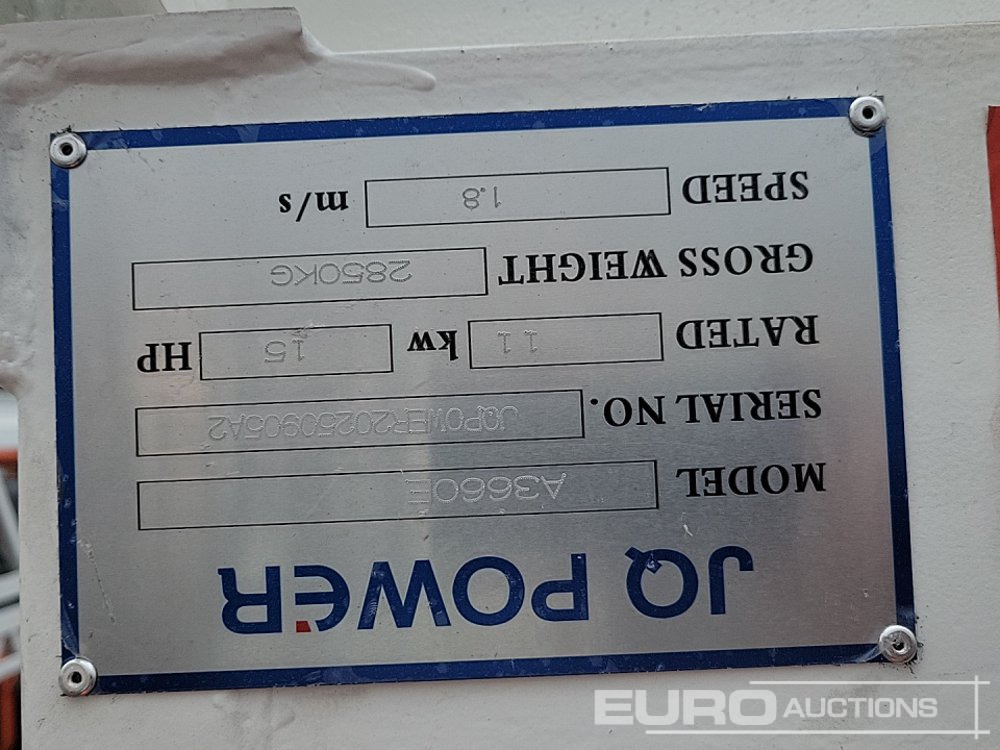 JQ POWER
MODEL A3660E
SERIAL NO. JQPOWER20250905A2
RATED 11 kw 15 HP
GROSS WEIGHT 2850KG
SPEED 1.8 m/s
EURO AUCTIONS